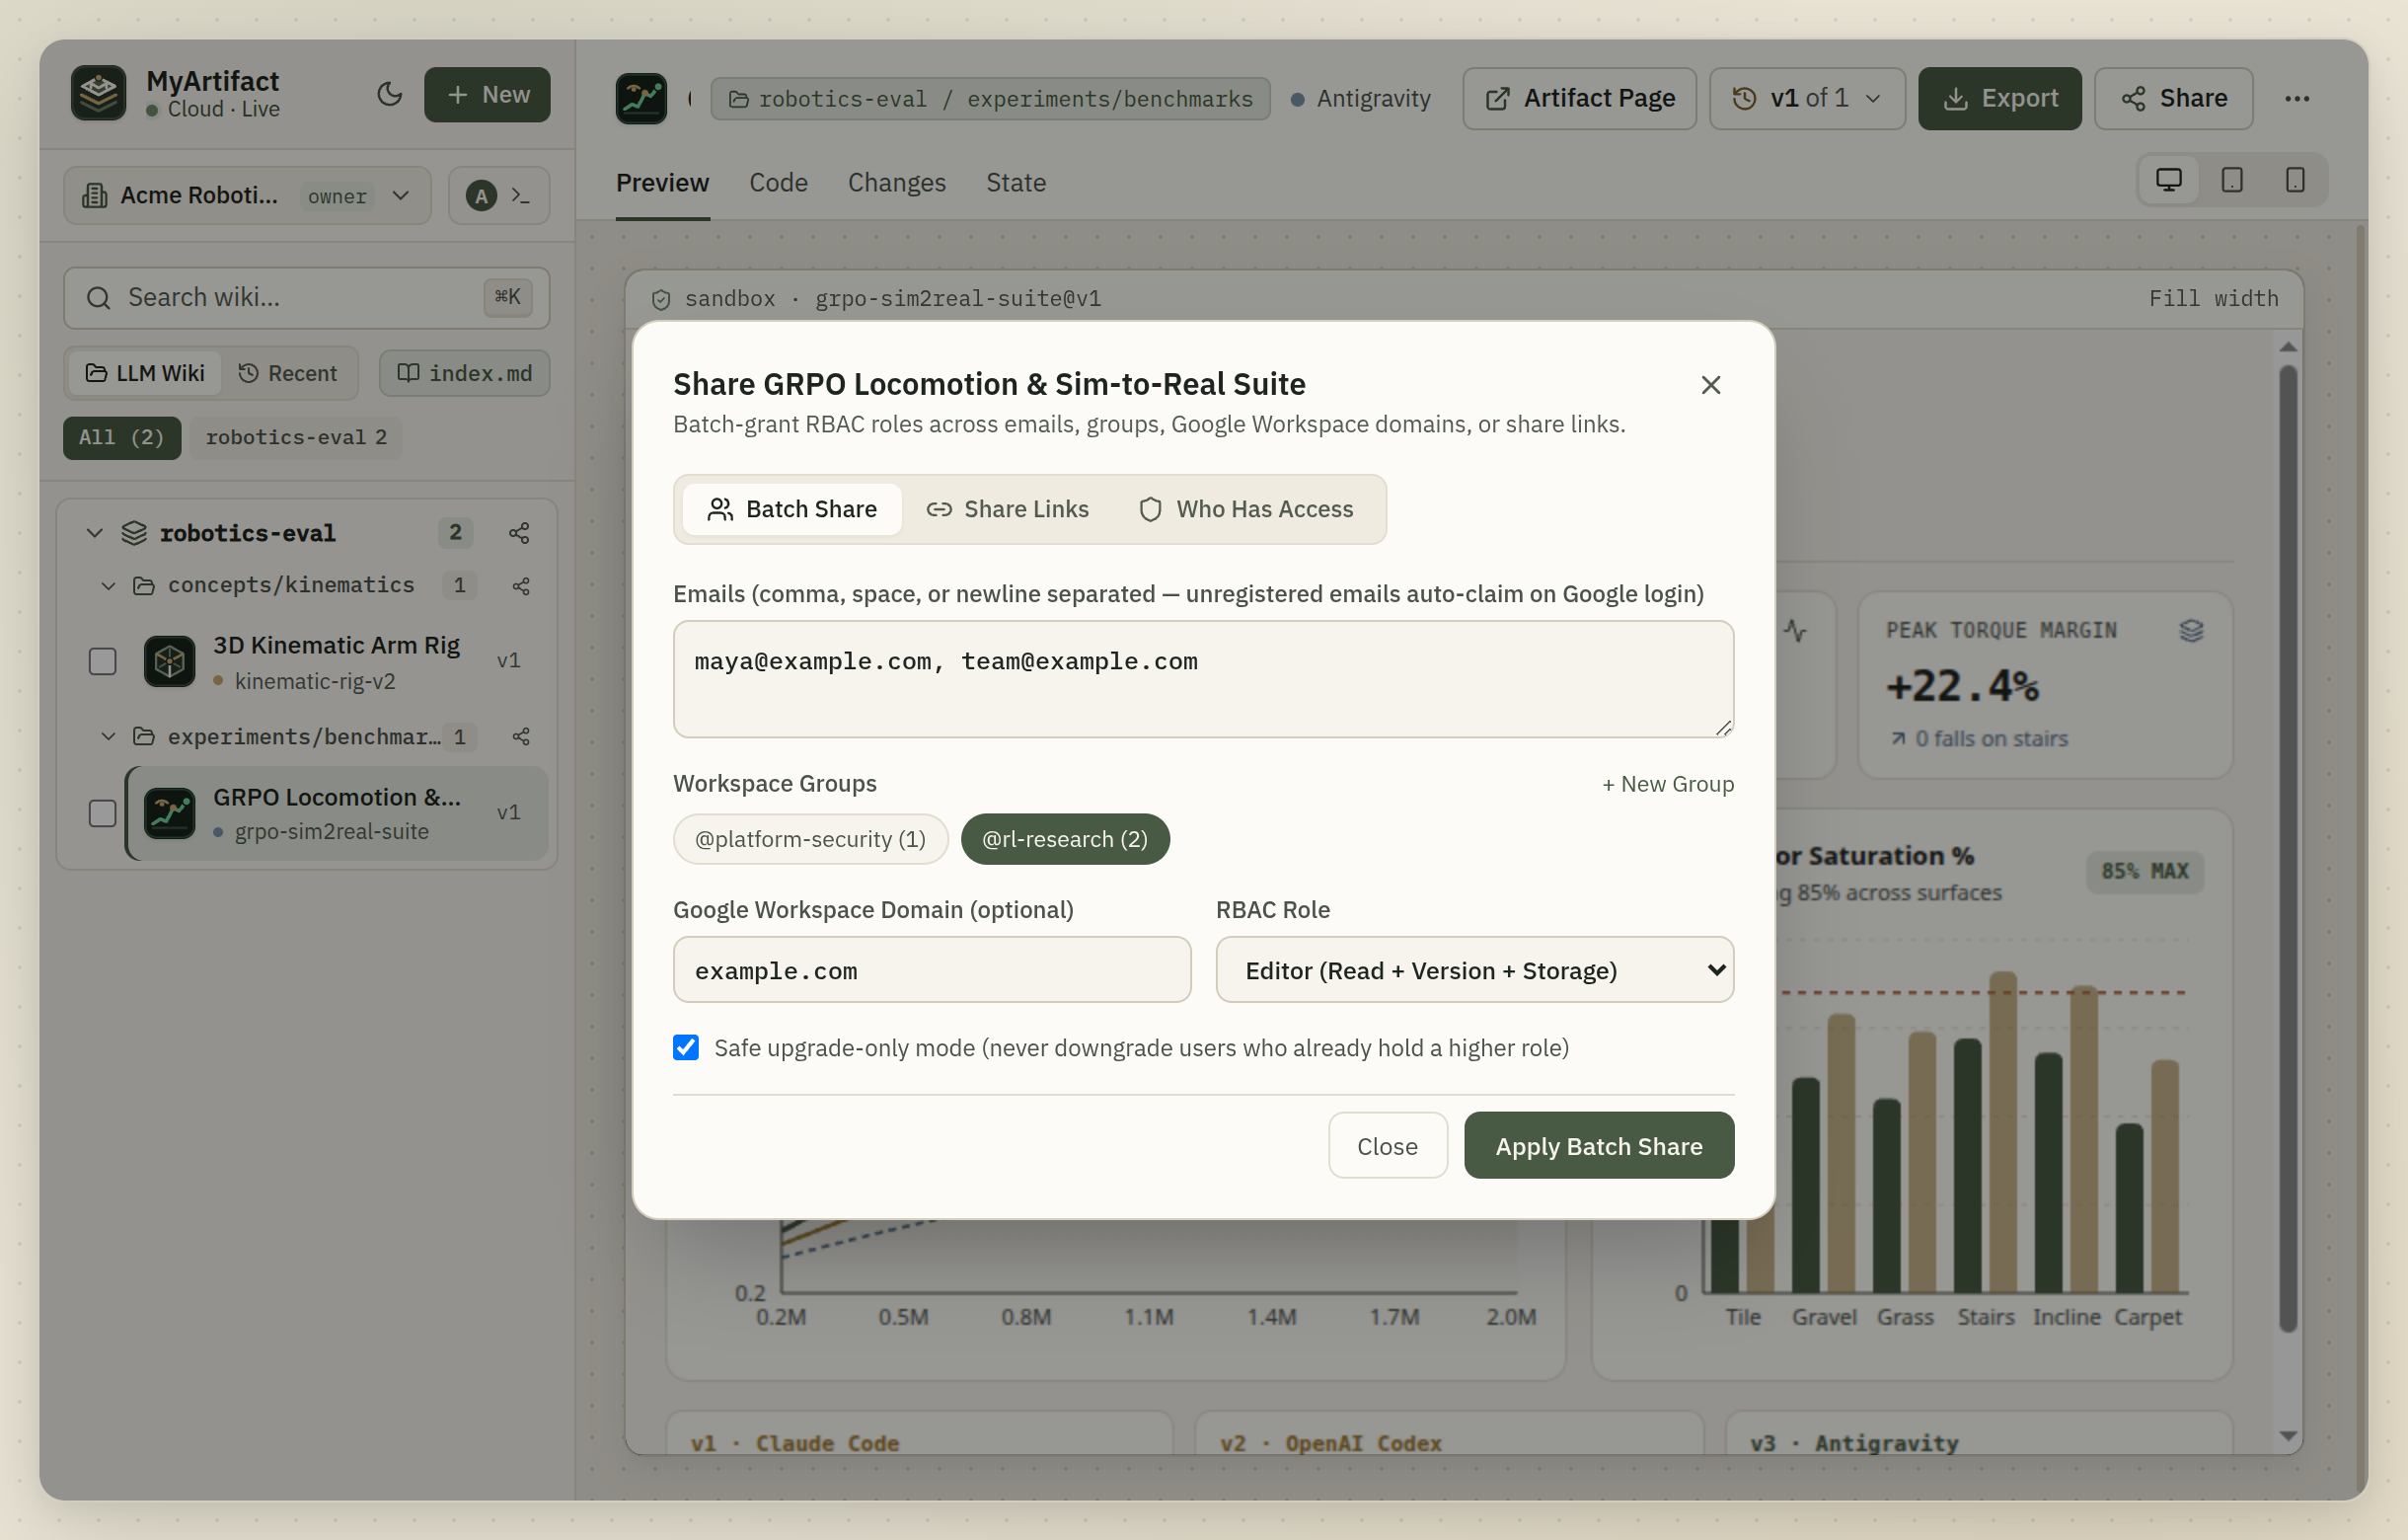 MyArtifact
Cloud · Live
New
Acme Roboti...
owner
A
Search wiki...
⌘K
LLM Wiki
Recent
index.md
All (2)
robotics-eval 2
robotics-eval
2
concepts/kinematics
1
3D Kinematic Arm Rig
v1
kinematic-rig-v2
experiments/benchmar…
1
GRPO Locomotion &...
v1
grpo-sim2real-suite
robotics-eval / experiments/benchmarks
Antigravity
Artifact Page
v1 of 1
Export
Share
Preview
Code
Changes
State
sandbox · grpo-sim2real-suite@v1
Fill width
Share GRPO Locomotion & Sim-to-Real Suite
Batch-grant RBAC roles across emails, groups, Google Workspace domains, or share links.
Batch Share
Share Links
Who Has Access
Emails (comma, space, or newline separated — unregistered emails auto-claim on Google login)
maya@example.com, team@example.com
Workspace Groups
+ New Group
@platform-security (1)
@rl-research (2)
Google Workspace Domain (optional)
RBAC Role
example.com
Editor (Read + Version + Storage)
Safe upgrade-only mode (never downgrade users who already hold a higher role)
Close
Apply Batch Share
PEAK TORQUE MARGIN
+22.4%
0 falls on stairs
or Saturation %
85% MAX
g 85% across surfaces
0.2
0.2M
0.5M
0.8M
1.1M
1.4M
1.7M
2.0M
0
Tile
Gravel
Grass
Stairs
Incline
Carpet
v1 · Claude Code
v2 · OpenAI Codex
v3 · Antigravity